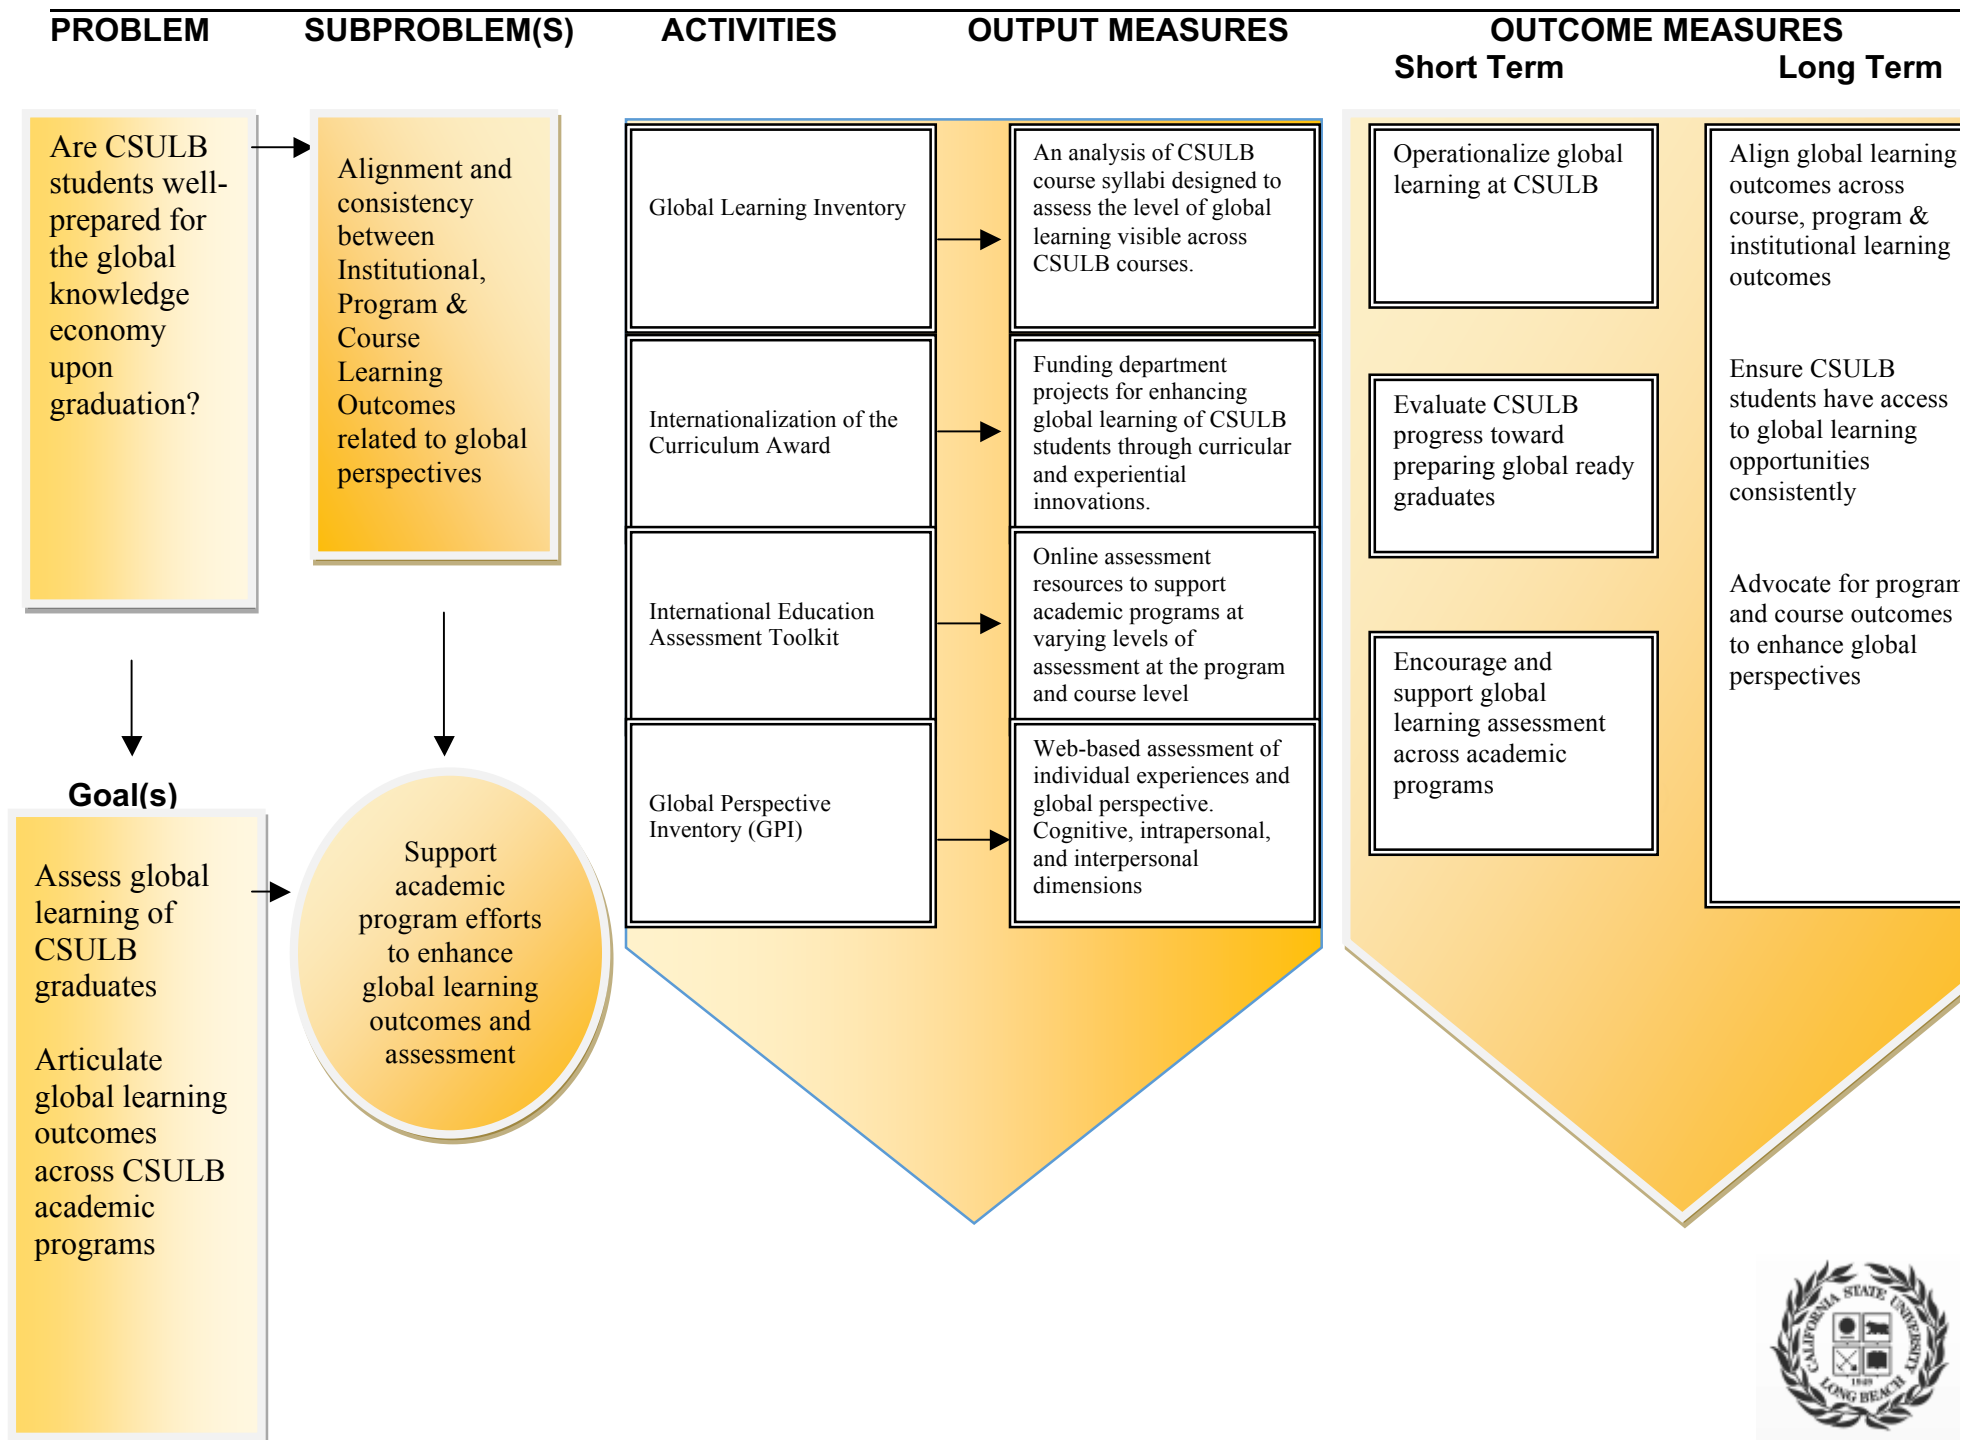 PROBLEM
SUBPROBLEM(S)
ACTIVITIES
OUTPUT MEASURES
OUTCOME MEASURES
Short Term
Long Term
Are CSULB
students well-
prepared for
the global
knowledge
economy
upon
graduation?
Alignment and
consistency
between
Institutional,
Program &
Course
Learning
Outcomes
related to global
perspectives
Goal(s)
Assess global
learning of
CSULB
graduates
Articulate
global learning
outcomes
across CSULB
academic
programs
Support
academic
program efforts
to enhance
global learning
outcomes and
assessment
Global Learning Inventory
An analysis of CSULB
course syllabi designed to
assess the level of global
learning visible across
CSULB courses.
Internationalization of the
Curriculum Award
Funding department
projects for enhancing
global learning of CSULB
students through curricular
and experiential
innovations.
International Education
Assessment Toolkit
Online assessment
resources to support
academic programs at
varying levels of
assessment at the program
and course level
Global Perspective
Inventory (GPI)
Web-based assessment of
individual experiences and
global perspective.
Cognitive, intrapersonal,
and interpersonal
dimensions
Operationalize global
learning at CSULB
Evaluate CSULB
progress toward
preparing global ready
graduates
Encourage and
support global
learning assessment
across academic
programs
Align global learning
outcomes across
course, program &
institutional learning
outcomes
Ensure CSULB
students have access
to global learning
opportunities
consistently
Advocate for program
and course outcomes
to enhance global
perspectives
CALIFORNIA STATE UNIVERSITY
1949
LONG BEACH